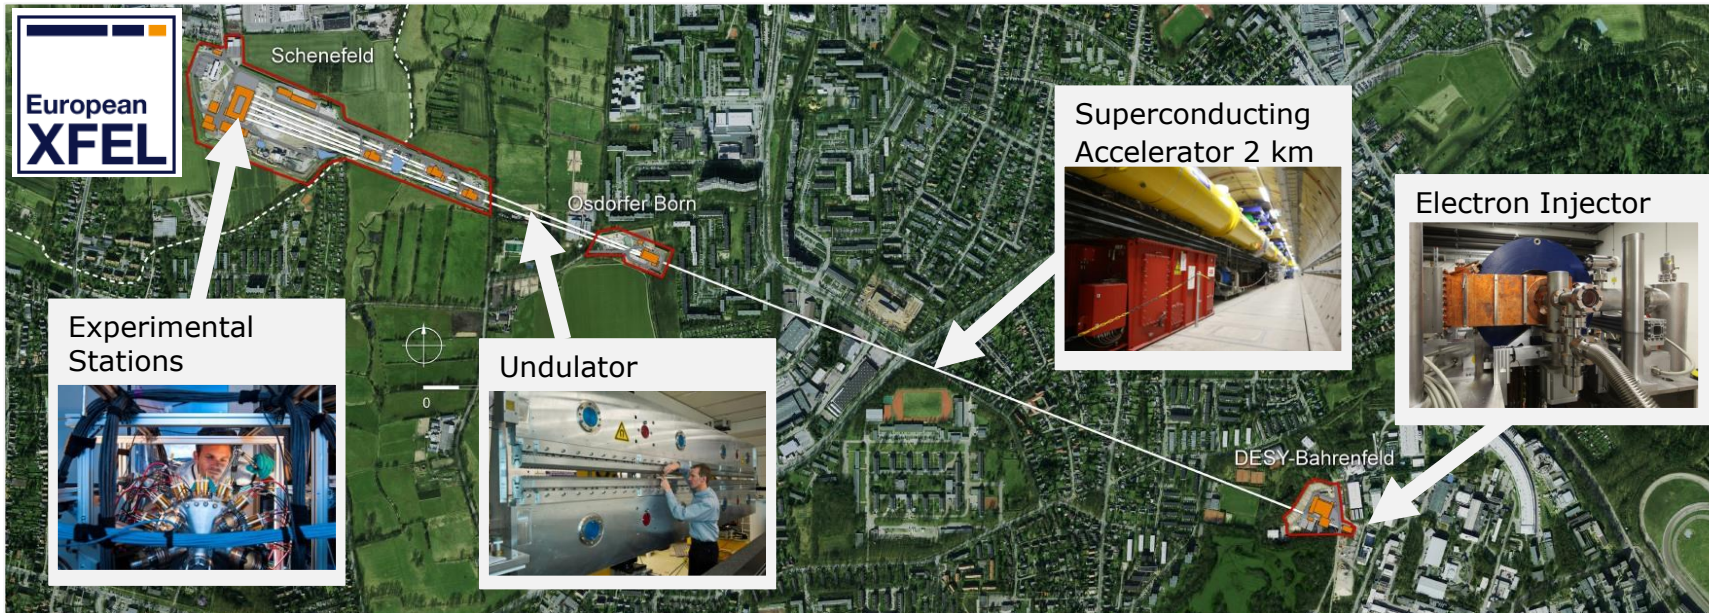 European
XFEL
Schenefeld
Osdorfer Born
Superconducting
Accelerator 2 km
Electron Injector
Experimental
Stations
Undulator
0
DESY-Bahrenfeld